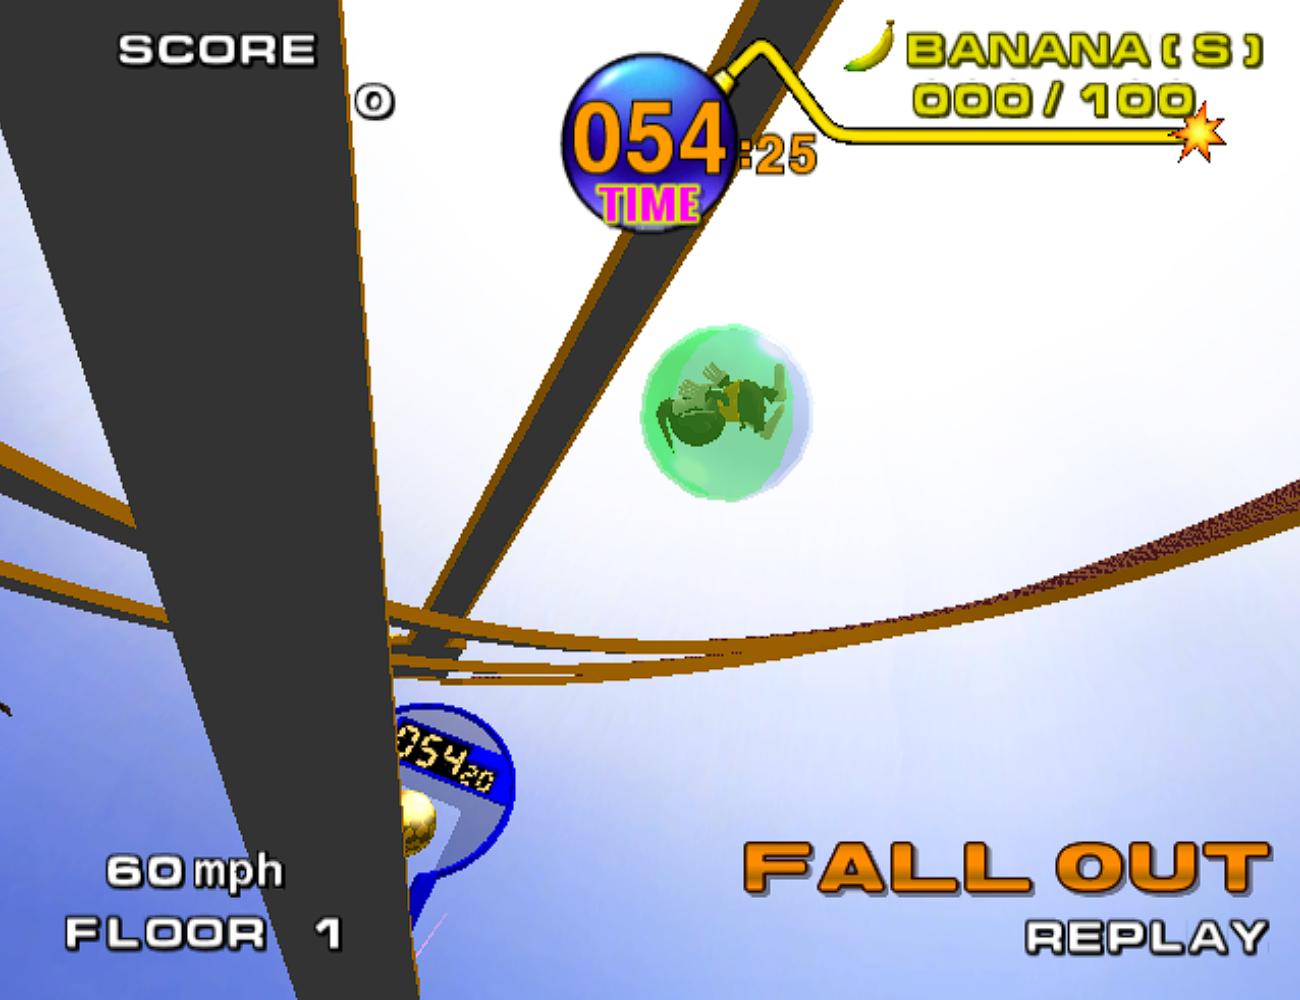 SCORE
0
054:25
TIME
BANANA(S)
000/100
05420
60mph
FLOOR 1
FALL OUT
REPLAY